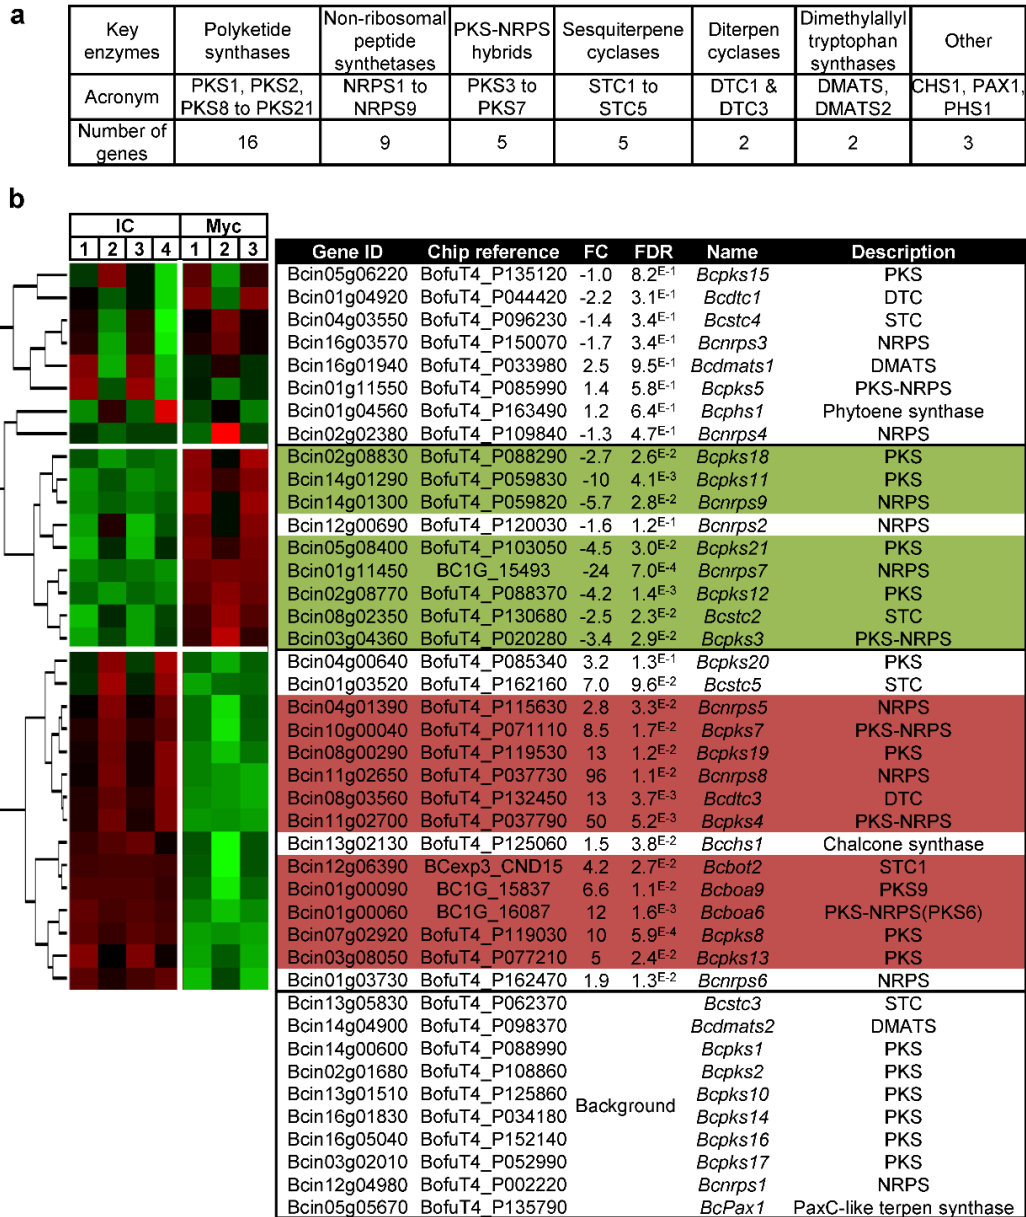 a
Key enzymes | Polyketide synthases | Non-ribosomal peptide synthetases | PKS-NRPS hybrids | Sesquiterpene cyclases | Diterpen cyclases | Dimethylallyl tryptophan synthases | Other
Acronym | PKS1, PKS2, PKS8 to PKS21 | NRPS1 to NRPS9 | PKS3 to PKS7 | STC1 to STC5 | DTC1 & DTC3 | DMATS, DMATS2 | CHS1, PAX1, PHS1
Number of genes | 16 | 9 | 5 | 5 | 2 | 2 | 3
b
IC Myc
1 2 3 4 1 2 3
Gene ID Chip reference FC FDR Name Description
Bcin05g06220 BofuT4_P135120 -1.0 8.2E-1 Bcpks15 PKS
Bcin01g04920 BofuT4_P044420 -2.2 3.1E-1 Bcdtc1 DTC
Bcin04g03550 BofuT4_P096230 -1.4 3.4E-1 Bcstc4 STC
Bcin16g03570 BofuT4_P150070 -1.7 3.4E-1 Bcnrps3 NRPS
Bcin16g01940 BofuT4_P033980 2.5 9.5E-1 Bcdmats1 DMATS
Bcin01g11550 BofuT4_P085990 1.4 5.8E-1 Bcpks5 PKS-NRPS
Bcin01g04560 BofuT4_P163490 1.2 6.4E-1 Bcphs1 Phytoene synthase
Bcin02g02380 BofuT4_P109840 -1.3 4.7E-1 Bcnrps4 NRPS
Bcin02g08830 BofuT4_P088290 -2.7 2.6E-2 Bcpks18 PKS
Bcin14g01290 BofuT4_P059830 -10 4.1E-3 Bcpks11 PKS
Bcin14g01300 BofuT4_P059820 -5.7 2.8E-2 Bcnrps9 NRPS
Bcin12g00690 BofuT4_P120030 -1.6 1.2E-1 Bcnrps2 NRPS
Bcin05g08400 BofuT4_P103050 -4.5 3.0E-2 Bcpks21 PKS
Bcin01g11450 BC1G_15493 -24 7.0E-4 Bcnrps7 NRPS
Bcin02g08770 BofuT4_P088370 -4.2 1.4E-3 Bcpks12 PKS
Bcin08g02350 BofuT4_P130680 -2.5 2.3E-2 Bcstc2 STC
Bcin03g04360 BofuT4_P020280 -3.4 2.9E-2 Bcpks3 PKS-NRPS
Bcin04g00640 BofuT4_P085340 3.2 1.3E-1 Bcpks20 PKS
Bcin01g03520 BofuT4_P162160 7.0 9.6E-2 Bcstc5 STC
Bcin04g01390 BofuT4_P115630 2.8 3.3E-2 Bcnrps5 NRPS
Bcin10g00040 BofuT4_P071110 8.5 1.7E-2 Bcpks7 PKS-NRPS
Bcin08g00290 BofuT4_P119530 13 1.2E-2 Bcpks19 PKS
Bcin11g02650 BofuT4_P037730 96 1.1E-2 Bcnrps8 NRPS
Bcin08g03560 BofuT4_P132450 13 3.7E-3 Bcdtc3 DTC
Bcin11g02700 BofuT4_P037790 50 5.2E-3 Bcpks4 PKS-NRPS
Bcin13g02130 BofuT4_P125060 1.5 3.8E-2 Bcchs1 Chalcone synthase
Bcin12g06390 BCexp3_CND15 4.2 2.7E-2 Bcbot2 STC1
Bcin01g00090 BC1G_15837 6.6 1.1E-2 Bcboa9 PKS9
Bcin01g00060 BC1G_16087 12 1.6E-3 Bcboa6 PKS-NRPS(PKS6)
Bcin07g02920 BofuT4_P119030 10 5.9E-4 Bcpks8 PKS
Bcin03g08050 BofuT4_P077210 5 2.4E-2 Bcpks13 PKS
Bcin01g03730 BofuT4_P162470 1.9 1.3E-2 Bcnrps6 NRPS
Bcin13g05830 BofuT4_P062370 Bcstc3 STC
Bcin14g04900 BofuT4_P098370 Bcdmats2 DMATS
Bcin14g00600 BofuT4_P088990 Bcpks1 PKS
Bcin02g01680 BofuT4_P108860 Bcpks2 PKS
Bcin13g01510 BofuT4_P125860 Background Bcpks10 PKS
Bcin16g01830 BofuT4_P034180 Bcpks14 PKS
Bcin16g05040 BofuT4_P152140 Bcpks16 PKS
Bcin03g02010 BofuT4_P052990 Bcpks17 PKS
Bcin12g04980 BofuT4_P002220 Bcnrps1 NRPS
Bcin05g05670 BofuT4_P135790 BcPax1 PaxC-like terpen synthase